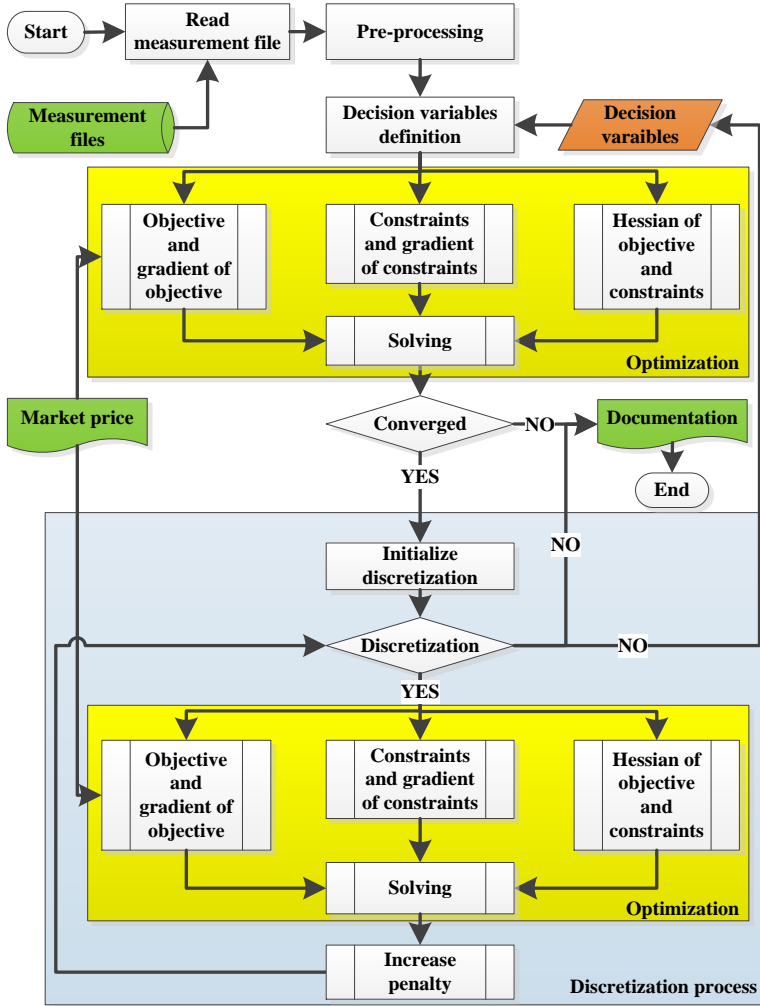 Start
Read
measurement file
Pre-processing
Measurement
files
Decision variables
definition
Decision
varaibles
Objective
and
gradient of
objective
Constraints
and gradient
of constraints
Hessian of
objective
and
constraints
Solving
Optimization
Market price
Converged
NO
Documentation
YES
End
Initialize
discretization
NO
Discretization
NO
YES
Objective
and
gradient of
objective
Constraints
and gradient
of constraints
Hessian of
objective
and
constraints
Solving
Optimization
Increase
penalty
Discretization process